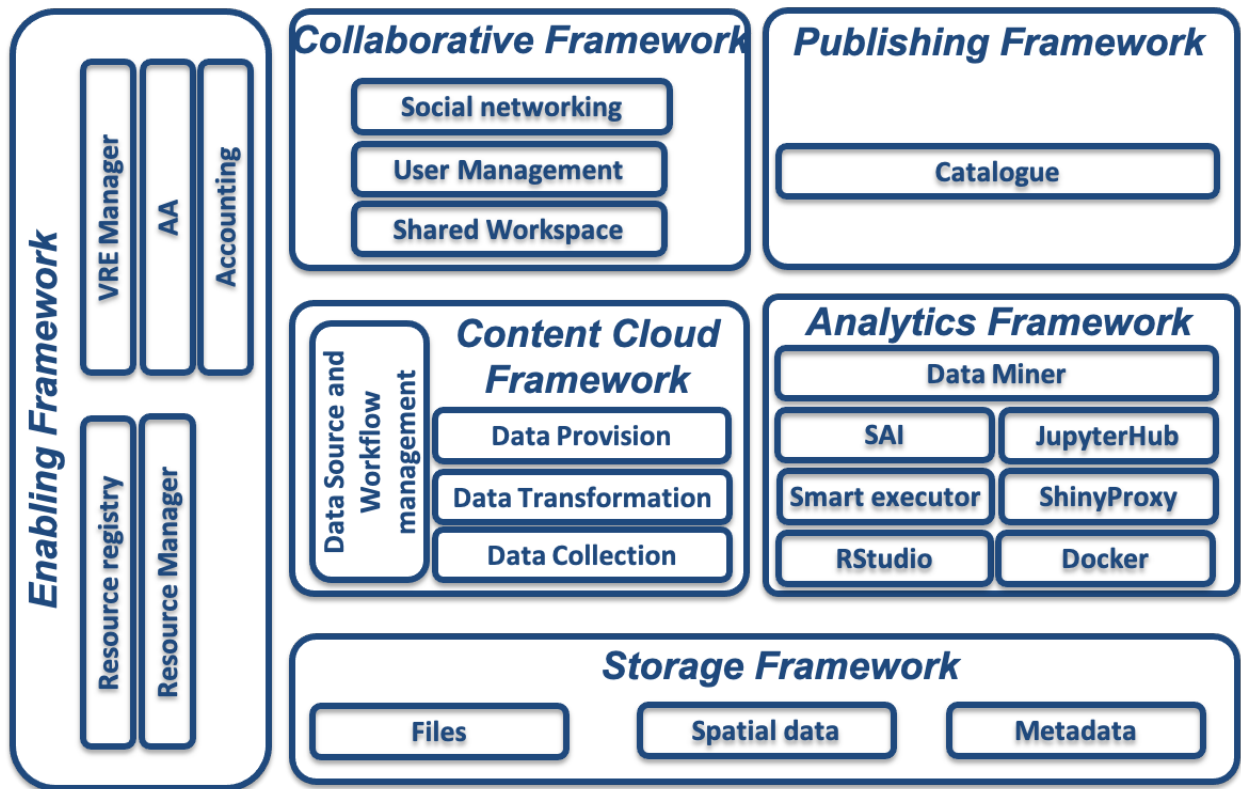 Enabling Framework
VRE Manager
AA
Accounting
Resource registry
Resource Manager
Collaborative Framework
Social networking
User Management
Shared Workspace
Publishing Framework
Catalogue
Content Cloud
Framework
Data Source and
Workflow
management
Data Provision
Data Transformation
Data Collection
Analytics Framework
Data Miner
SAI
JupyterHub
Smart executor
ShinyProxy
RStudio
Docker
Storage Framework
Files
Spatial data
Metadata